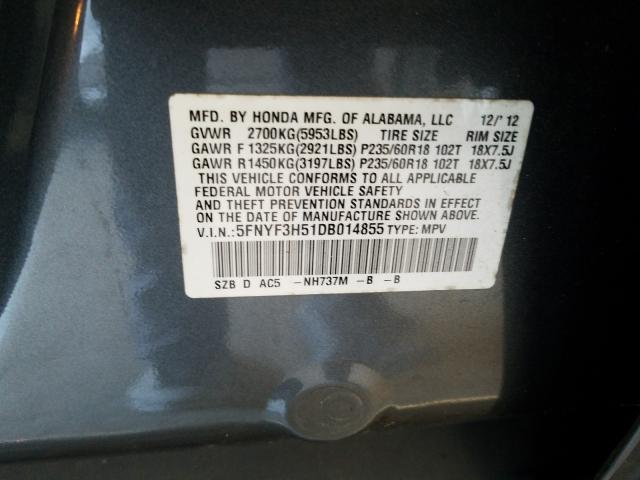 MFD. BY HONDA MFG. OF ALABAMA, LLC 12/'12
GVWR 2700KG(5953LBS) TIRE SIZE RIM SIZE
GAWR F 1325KG(2921LBS) P235/60R18 102T 18X7.5J
GAWR R 1450KG(3197LBS) P235/60R18 102T 18X7.5J
THIS VEHICLE CONFORMS TO ALL APPLICABLE
FEDERAL MOTOR VEHICLE SAFETY
AND THEFT PREVENTION STANDARDS IN EFFECT
ON THE DATE OF MANUFACTURE SHOWN ABOVE.
V.I.N.: 5FNYF3H51DB014855 TYPE: MPV
SZB D AC5 -NH737M -B -B